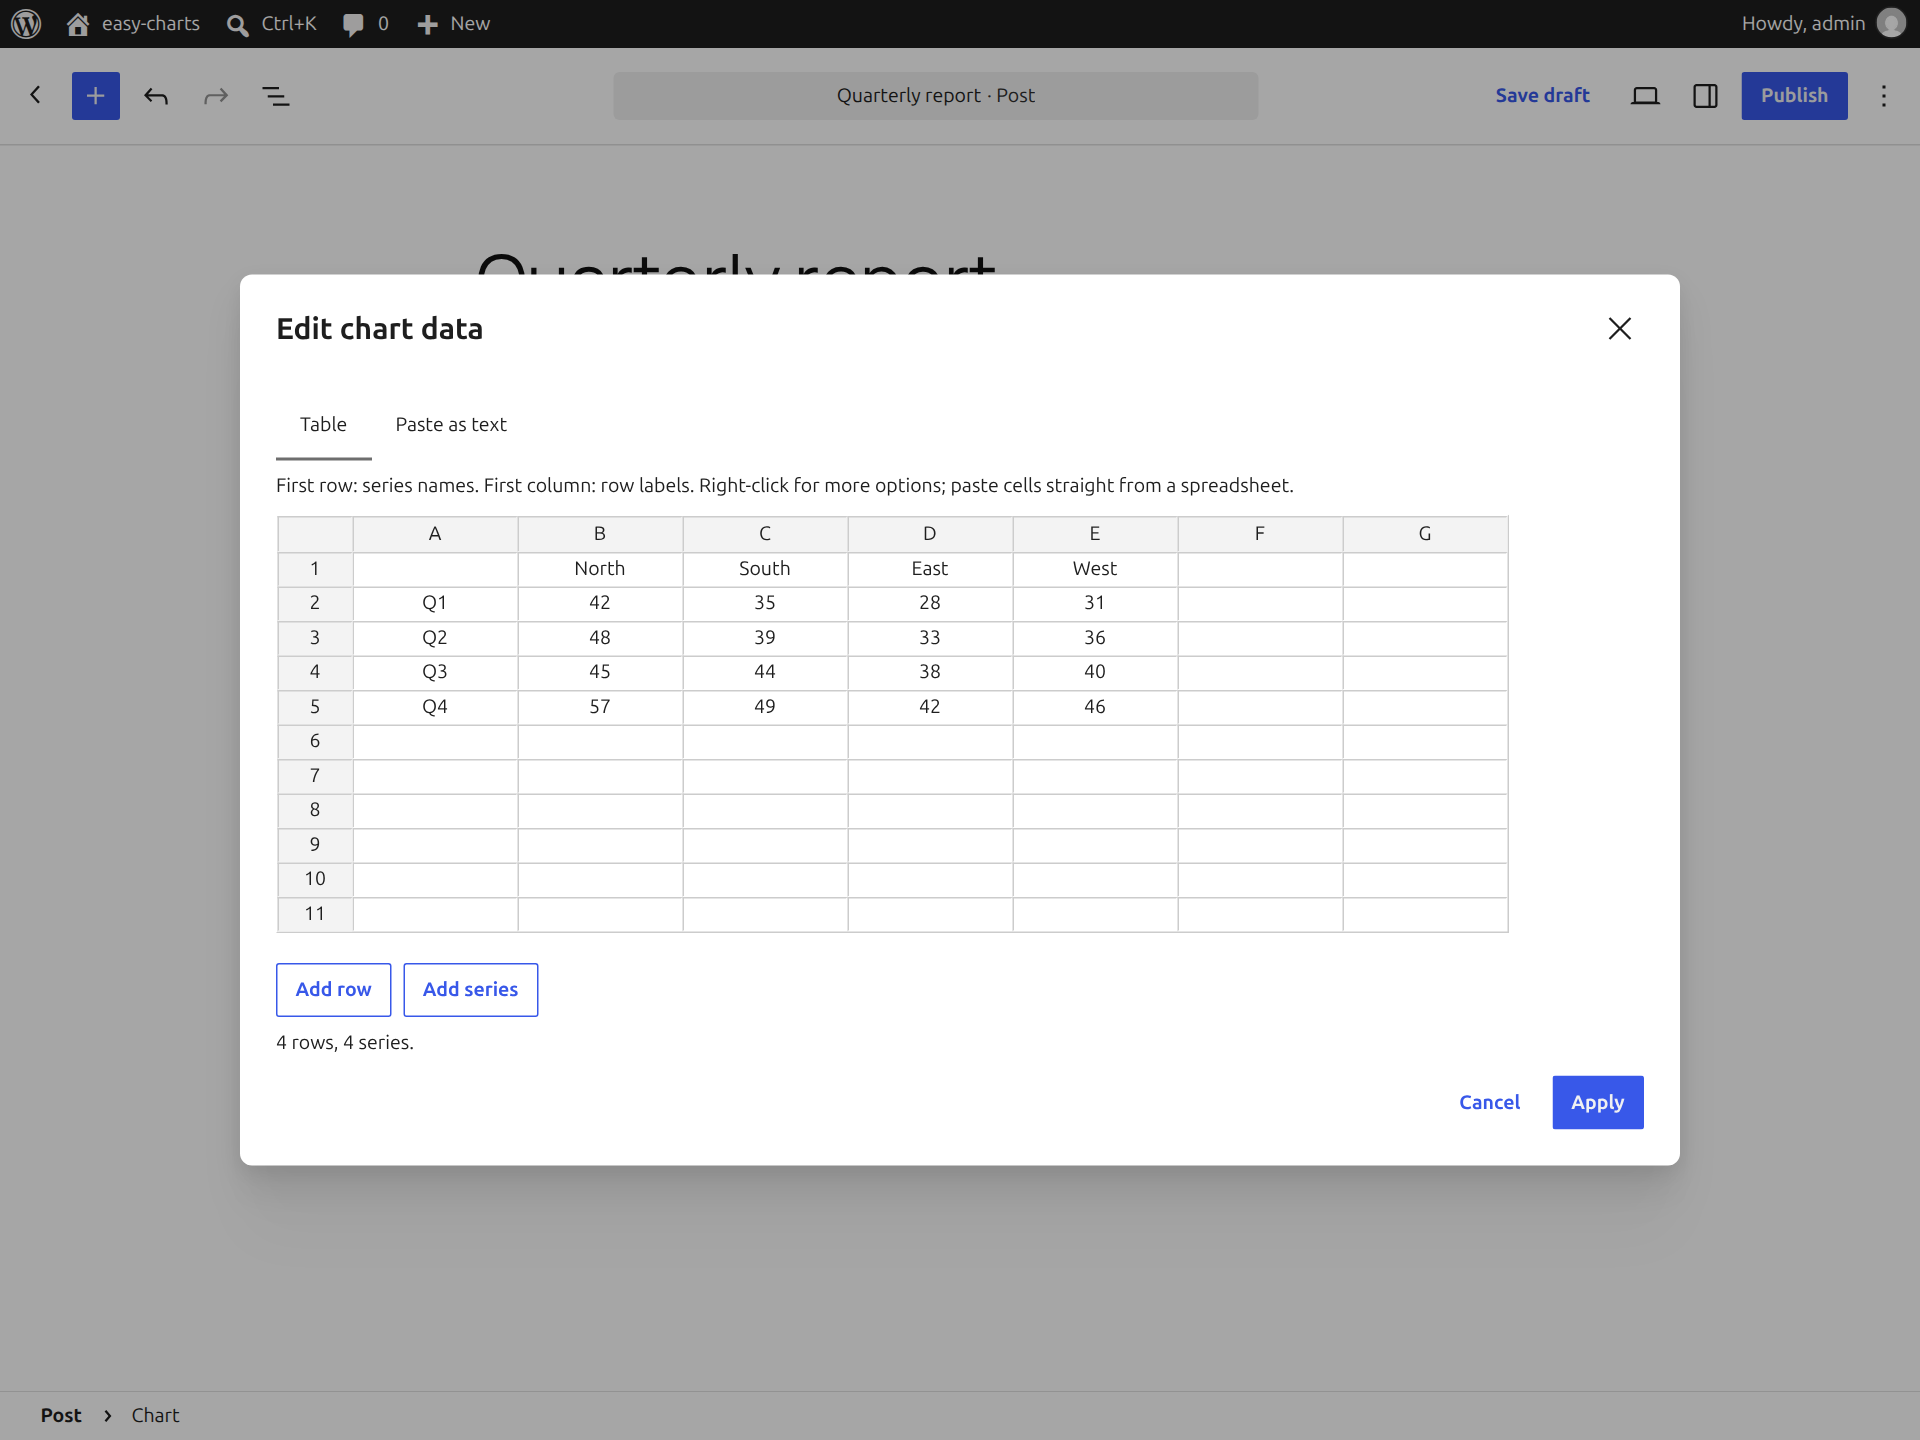 easy-charts Ctrl+K 0 New Howdy, admin
Quarterly report · Post Save draft Publish
Quarterly report
Edit chart data
Table Paste as text
First row: series names. First column: row labels. Right-click for more options; paste cells straight from a spreadsheet.
A B C D E F G
1 North South East West
2 Q1 42 35 28 31
3 Q2 48 39 33 36
4 Q3 45 44 38 40
5 Q4 57 49 42 46
6
7
8
9
10
11
Add row Add series
4 rows, 4 series.
Cancel Apply
Post › Chart